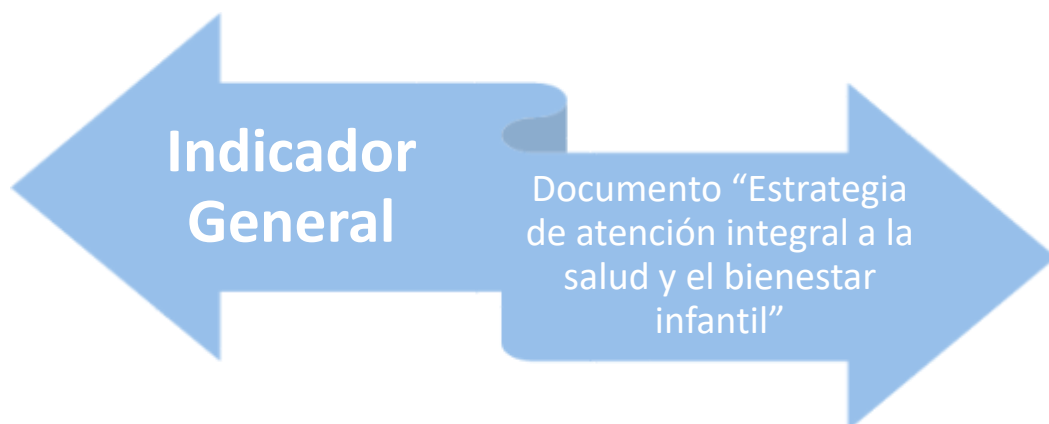 Indicador
General
Documento “Estrategia
de atención integral a la
salud y el bienestar
infantil”